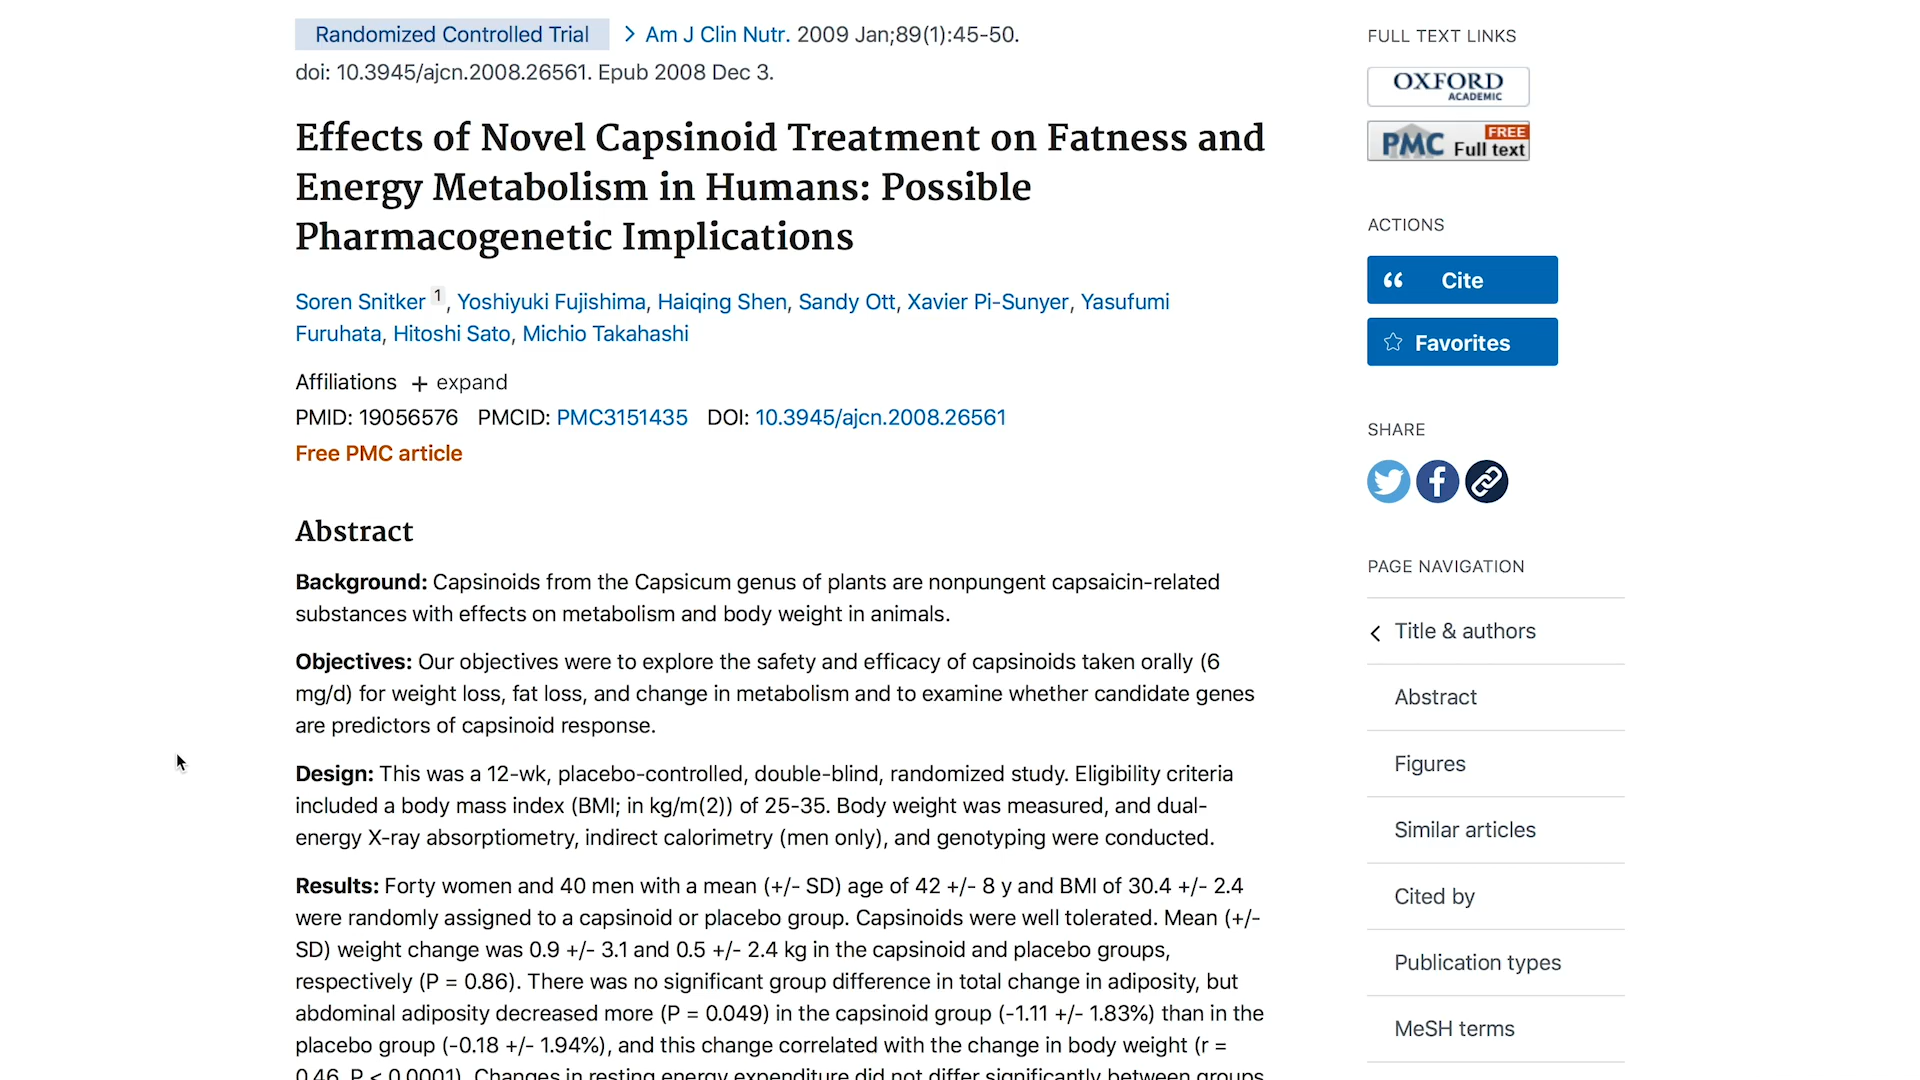 Randomized Controlled Trial > Am J Clin Nutr. 2009 Jan;89(1):45-50.
doi: 10.3945/ajcn.2008.26561. Epub 2008 Dec 3.
Effects of Novel Capsinoid Treatment on Fatness and
Energy Metabolism in Humans: Possible
Pharmacogenetic Implications
Soren Snitker 1, Yoshiyuki Fujishima, Haiqing Shen, Sandy Ott, Xavier Pi-Sunyer, Yasufumi
Furuhata, Hitoshi Sato, Michio Takahashi
Affiliations + expand
PMID: 19056576 PMCID: PMC3151435 DOI: 10.3945/ajcn.2008.26561
Free PMC article
Abstract
Background: Capsinoids from the Capsicum genus of plants are nonpungent capsaicin-related
substances with effects on metabolism and body weight in animals.
Objectives: Our objectives were to explore the safety and efficacy of capsinoids taken orally (6
mg/d) for weight loss, fat loss, and change in metabolism and to examine whether candidate genes
are predictors of capsinoid response.
Design: This was a 12-wk, placebo-controlled, double-blind, randomized study. Eligibility criteria
included a body mass index (BMI; in kg/m(2)) of 25-35. Body weight was measured, and dual-
energy X-ray absorptiometry, indirect calorimetry (men only), and genotyping were conducted.
Results: Forty women and 40 men with a mean (+/- SD) age of 42 +/- 8 y and BMI of 30.4 +/- 2.4
were randomly assigned to a capsinoid or placebo group. Capsinoids were well tolerated. Mean (+/-
SD) weight change was 0.9 +/- 3.1 and 0.5 +/- 2.4 kg in the capsinoid and placebo groups,
respectively (P = 0.86). There was no significant group difference in total change in adiposity, but
abdominal adiposity decreased more (P = 0.049) in the capsinoid group (-1.11 +/- 1.83%) than in the
placebo group (-0.18 +/- 1.94%), and this change correlated with the change in body weight (r =
0.46, P < 0.0001). Changes in resting energy expenditure did not differ significantly between groups
FULL TEXT LINKS
OXFORD
ACADEMIC
PMC FREE
Full text
ACTIONS
Cite
Favorites
SHARE
PAGE NAVIGATION
Title & authors
Abstract
Figures
Similar articles
Cited by
Publication types
MeSH terms